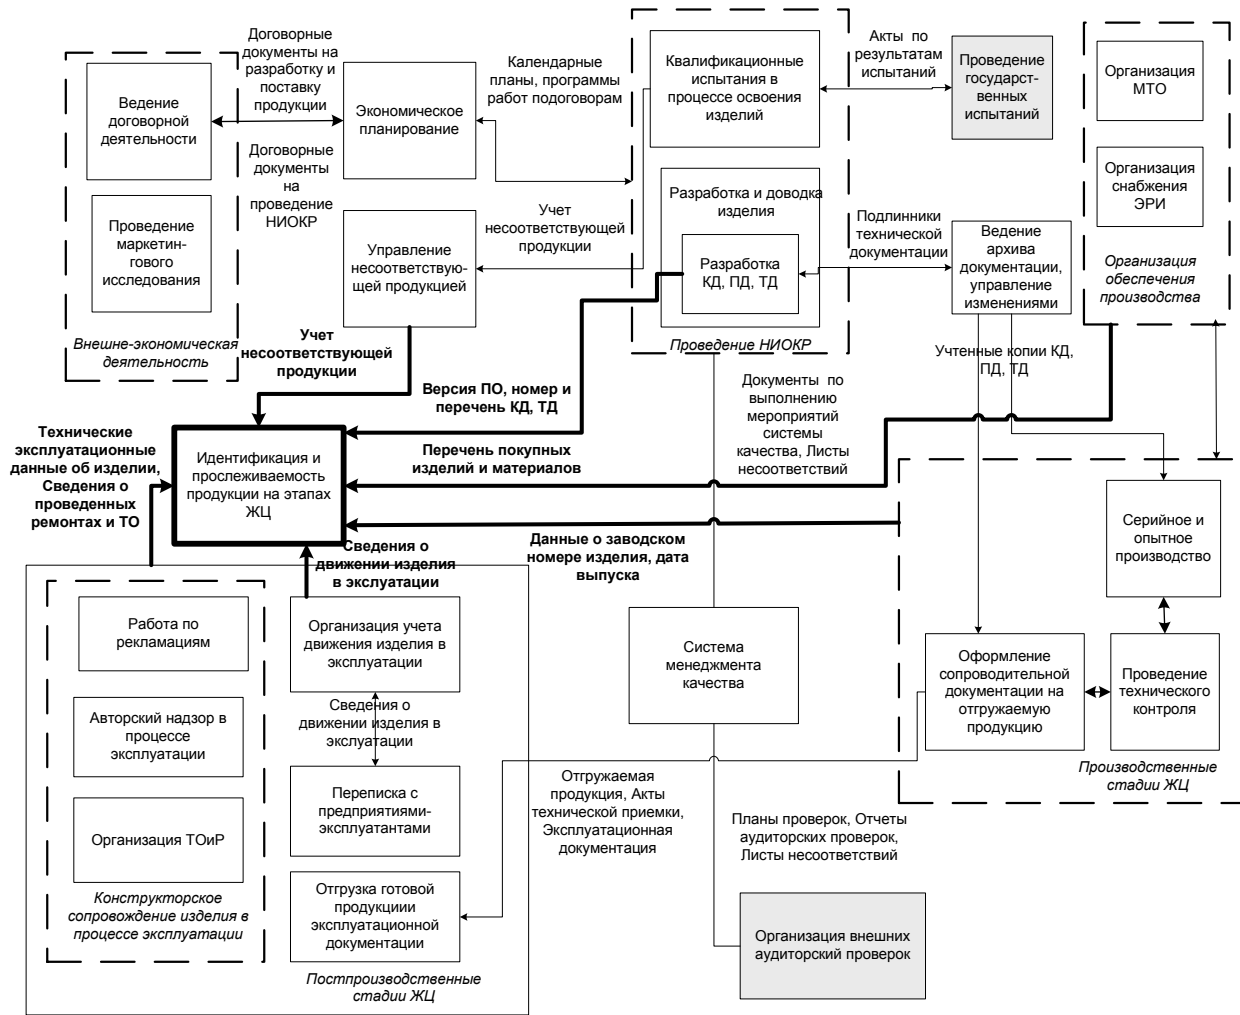 Договорные
документы на
разработку и
поставку
продукции
Ведение
договорной
деятельности
Проведение
маркетин-
гового
исследования
Внешне-экономическая
деятельность
Экономическое
планирование
Договорные
документы
на
проведение
НИОКР
Календарные
планы, программы
работ подоговорам
Управление
несоответствую-
щей продукцией
Учет
несоответствующей
продукции
Квалификационные
испытания в
процессе освоения
изделий
Разработка и доводка
изделия
Разработка
КД, ПД, ТД
Проведение НИОКР
Акты по
результатам
испытаний
Проведение
государст-
венных
испытаний
Подлинники
технической
документации
Ведение
архива
документации,
управление
изменениями
Организация
МТО
Организация
снабжения
ЭРИ
Организация
обеспечения
производства
Учтенные копии КД,
ПД, ТД
Учет
несоответствующей
продукции
Версия ПО, номер и
перечень КД, ТД
Документы по
выполнению
мероприятий
системы
качества, Листы
несоответствий
Технические
эксплуатационные
данные об изделии,
Сведения о
проведенных
ремонтах и ТО
Идентификация и
прослеживаемость
продукции на этапах
ЖЦ
Перечень покупных
изделий и материалов
Данные о заводском
номере изделия, дата
выпуска
Сведения о
движении изделия
в экслуатации
Серийное и
опытное
производство
Работа по
рекламациям
Авторский надзор в
процессе
эксплуатации
Организация ТОиР
Конструкторское
сопровождение изделия в
процессе эксплуатации
Организация учета
движения изделия в
эксплуатации
Сведения о
движении изделия в
экслуатации
Переписка с
предприятиями-
эксплуатантами
Отгрузка готовой
продукциии
эксплуатационной
документации
Постпроизводственные
стадии ЖЦ
Система
менеджмента
качества
Оформление
сопроводительной
документации на
отгружаемую
продукцию
Проведение
технического
контроля
Производственные
стадии ЖЦ
Отгружаемая
продукция, Акты
технической приемки,
Эксплуатационная
документация
Планы проверок, Отчеты
аудиторских проверок,
Листы несоответствий
Организация внешних
аудиторский проверок